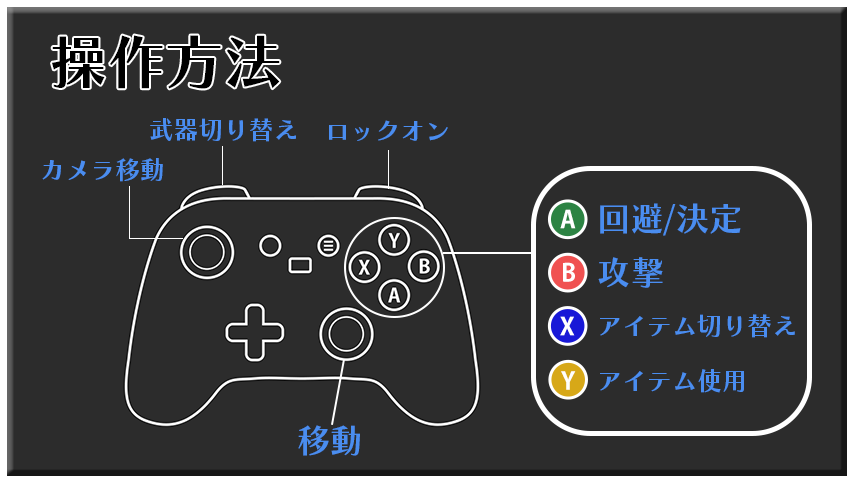 操作方法
武器切り替え
ロックオン
カメラ移動
Y
X
B
A
移動
A 回避/決定
B 攻撃
X アイテム切り替え
Y アイテム使用